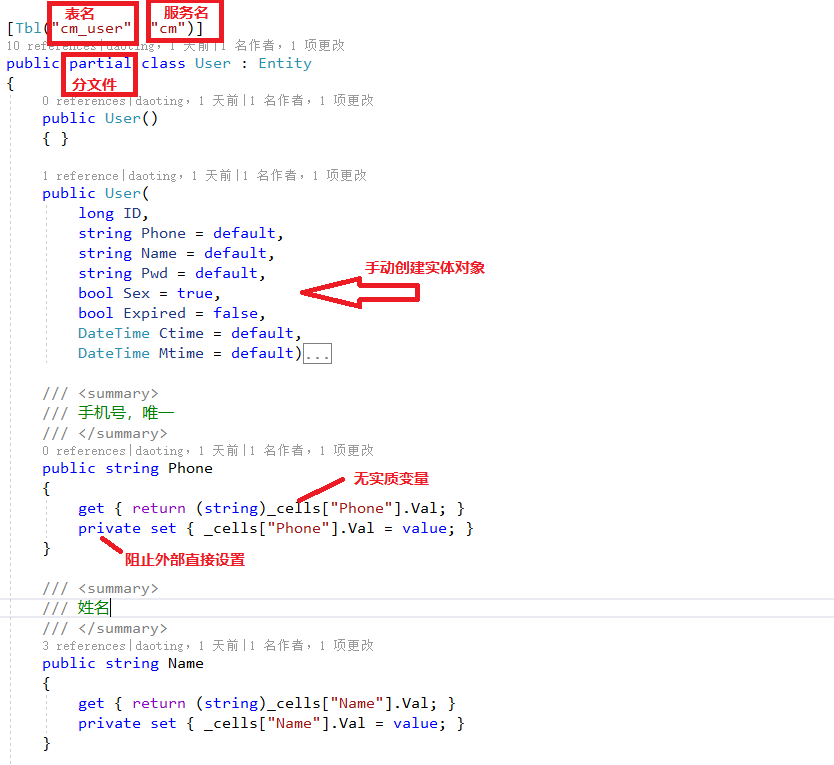 表名
服务名
[Tbl("cm_user", "cm")]
10 references|daoting, 1 天前|1 名作者, 1 项更改
public partial class User : Entity
{
分文件
0 references|daoting, 1 天前|1 名作者, 1 项更改
public User()
{ }
1 reference|daoting, 1 天前|1 名作者, 1 项更改
public User(
long ID,
string Phone = default,
string Name = default,
string Pwd = default,
手动创建实体对象
bool Sex = true,
bool Expired = false,
DateTime Ctime = default,
DateTime Mtime = default)...
/// <summary>
/// 手机号, 唯一
/// </summary>
0 references|daoting, 1 天前|1 名作者, 1 项更改
public string Phone
{
无实质变量
get { return (string)_cells["Phone"].Val; }
private set { _cells["Phone"].Val = value; }
}
阻止外部直接设置
/// <summary>
/// 姓名
/// </summary>
3 references|daoting, 1 天前|1 名作者, 1 项更改
public string Name
{
get { return (string)_cells["Name"].Val; }
private set { _cells["Name"].Val = value; }
}